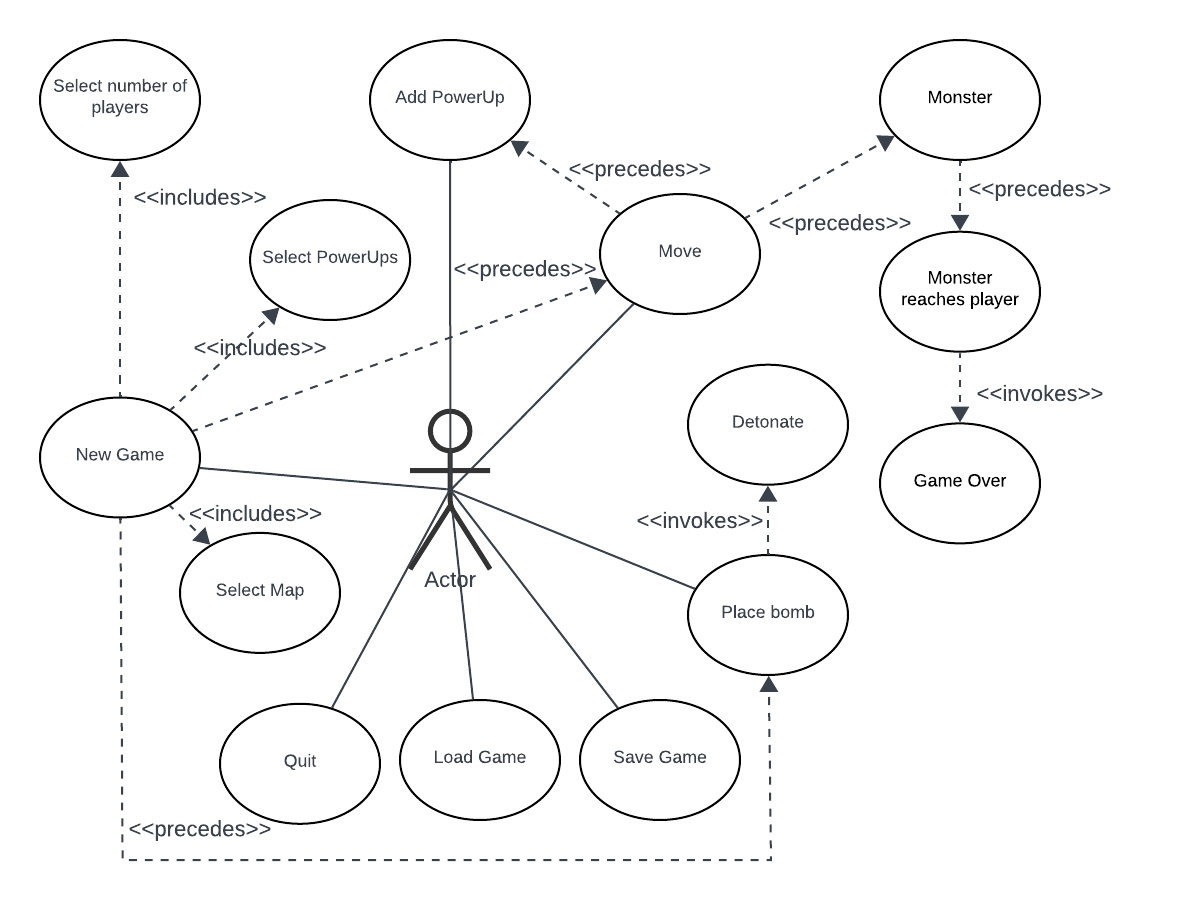 Select number of
players
Add PowerUp
Monster
<<precedes>>
<<precedes>>
<<includes>>
<<precedes>>
Move
Select PowerUps
<<precedes>>
Monster
reaches player
<<includes>>
<<invokes>>
Detonate
New Game
Game Over
<<includes>>
<<invokes>>
Actor
Select Map
Place bomb
Quit
Load Game
Save Game
<<precedes>>